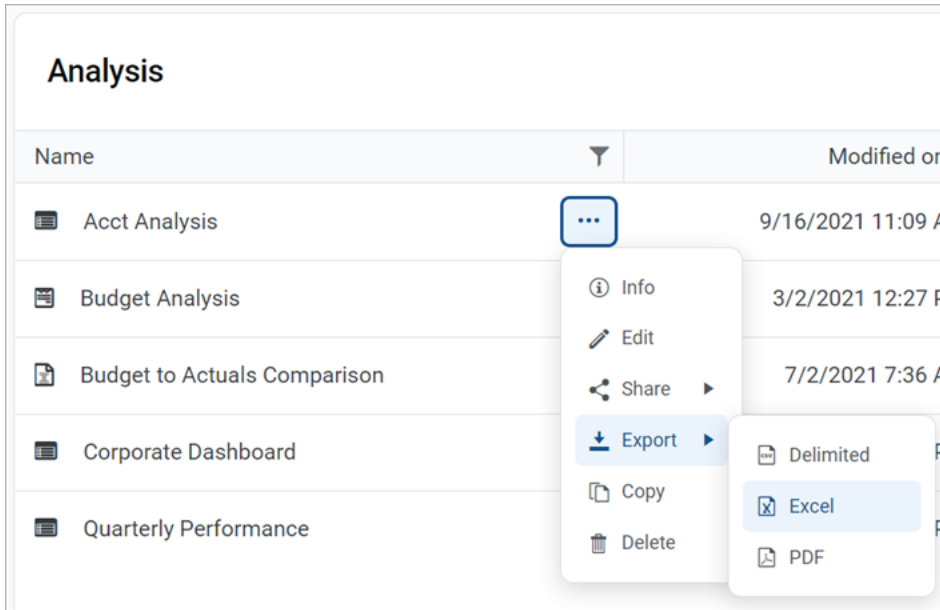 Analysis
Name Modified on
Acct Analysis ... 9/16/2021 11:09 A
Info
Budget Analysis 3/2/2021 12:27 P
Edit
Budget to Actuals Comparison 7/2/2021 7:36 A
Share
Export
Corporate Dashboard
Delimited
Copy
Excel
Quarterly Performance
Delete
PDF